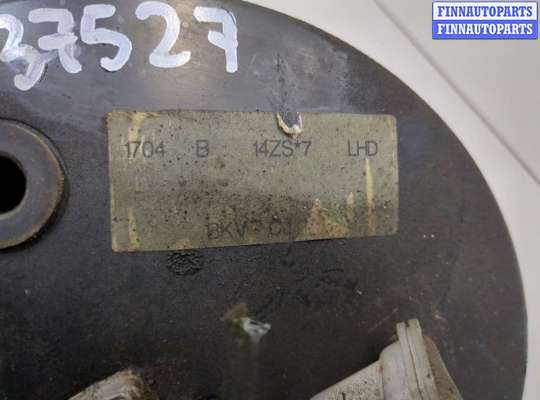 FINNAUTOPARTS
FINNAUTOPARTS
37527
1704 B 14ZS*7 LHD